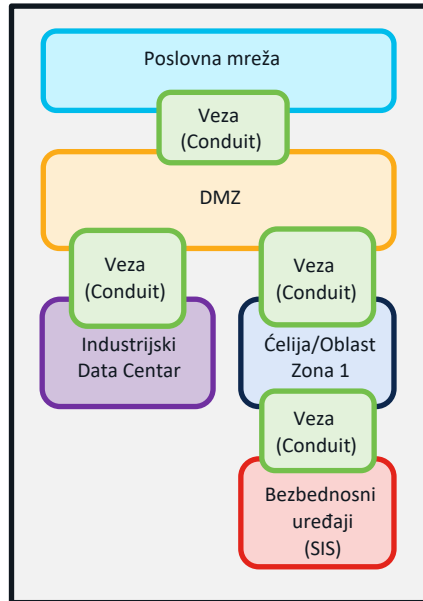 Poslovna mreža
Veza
(Conduit)
DMZ
Veza
(Conduit)
Veza
(Conduit)
Industrijski
Data Centar
Ćelija/Oblast
Zona 1
Veza
(Conduit)
Bezbednosni
uređaji
(SIS)